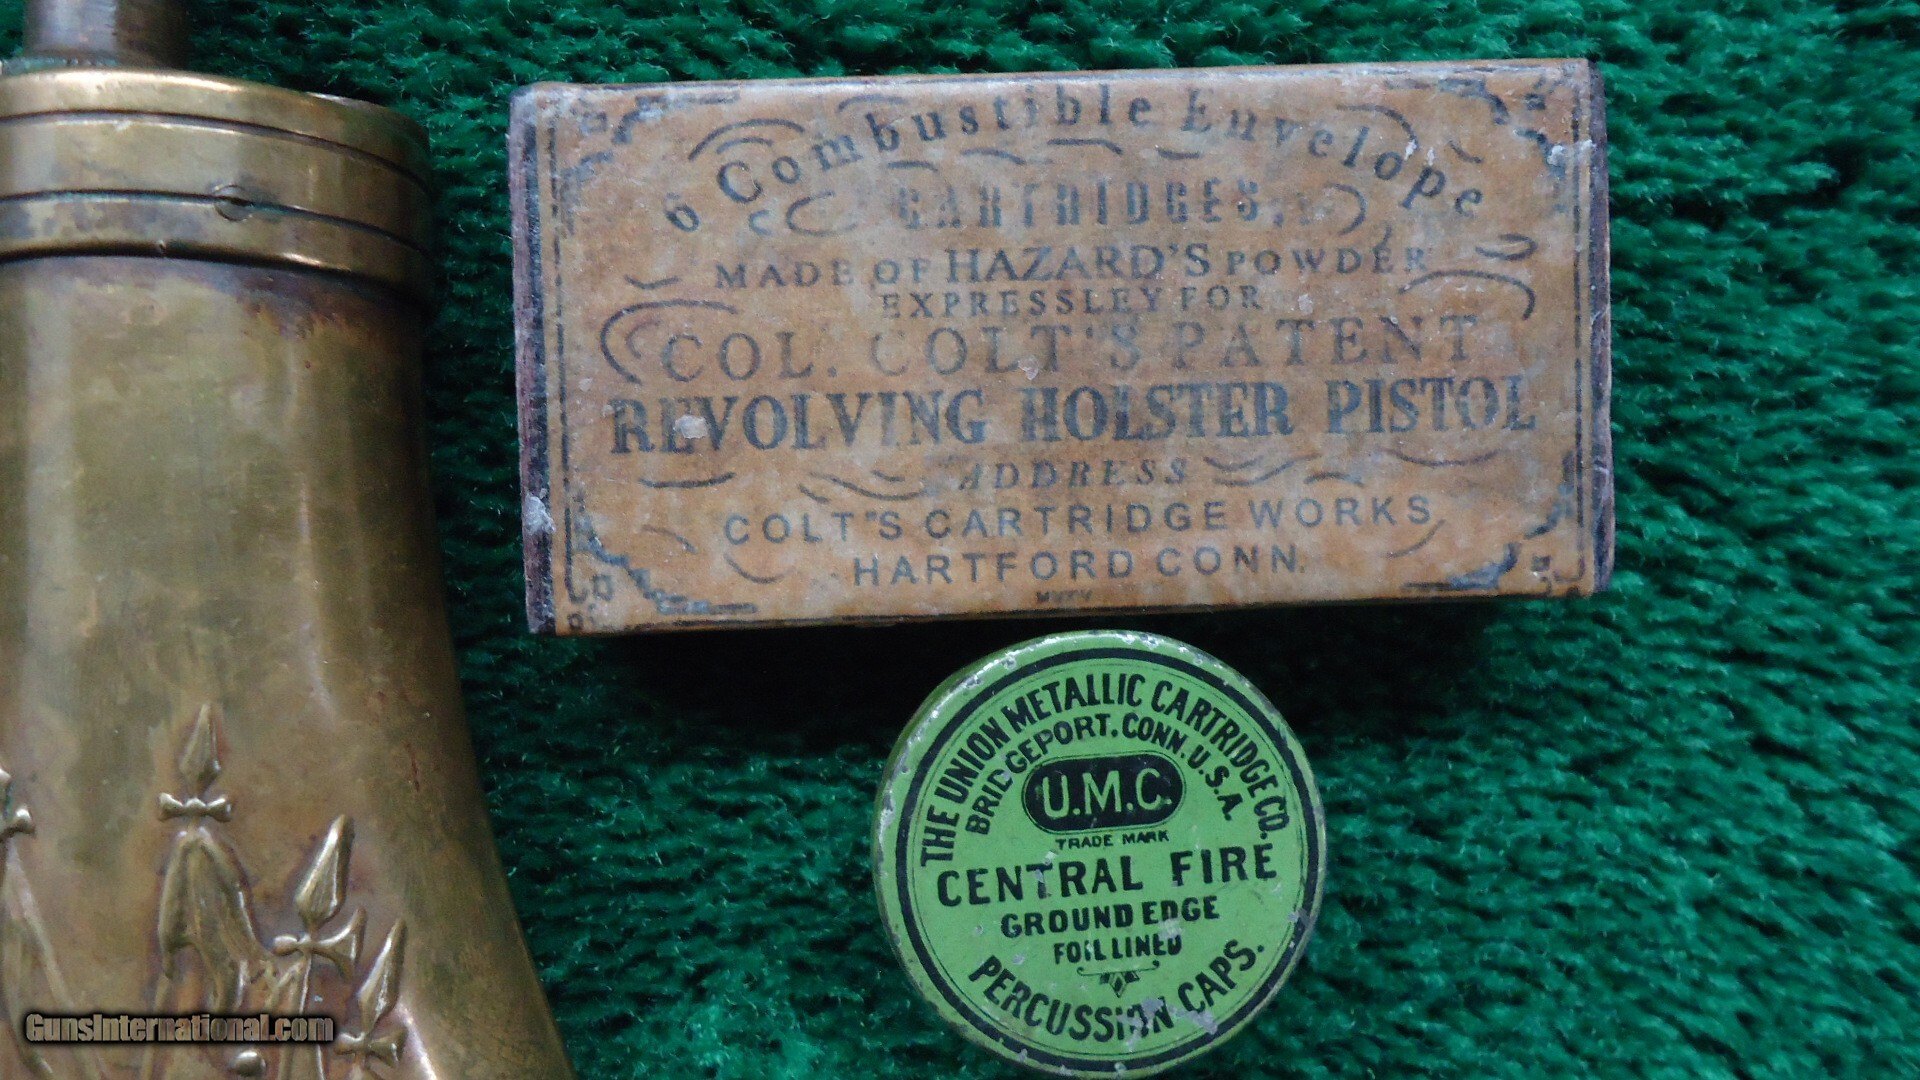 6 Combustible Envelope
CARTRIDGES,
MADE OF HAZARD'S POWDER
EXPRESSLEY FOR
COL. COLT'S PATENT
REVOLVING HOLSTER PISTOL
ADDRESS
COLT'S CARTRIDGE WORKS
HARTFORD CONN.
THE UNION METALLIC CARTRIDGE CO.
BRIDGEPORT, CONN. U.S.A.
U.M.C.
TRADE MARK
CENTRAL FIRE
GROUND EDGE
FOIL LINED
PERCUSSION CAPS.
GunsInternational.com